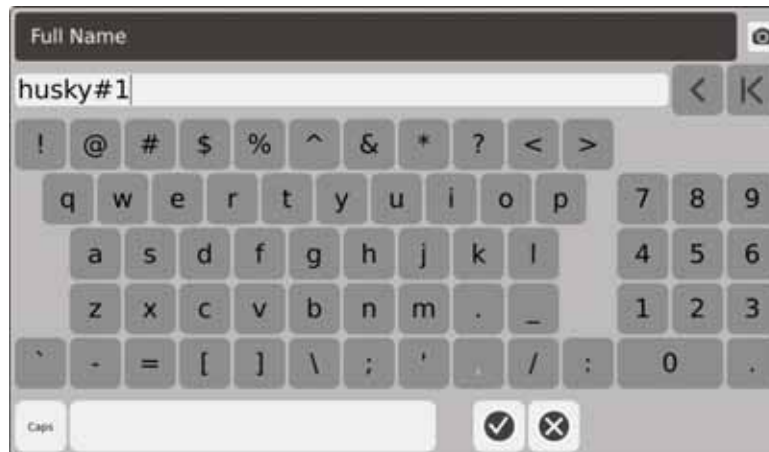 Full Name
husky#1
! @ # $ % ^ & * ? < >
q w e r t y u i o p 7 8 9
a s d f g h j k l 4 5 6
z x c v b n m . _ 1 2 3
` - = [ ] \ ; ' , / : 0 .
Caps